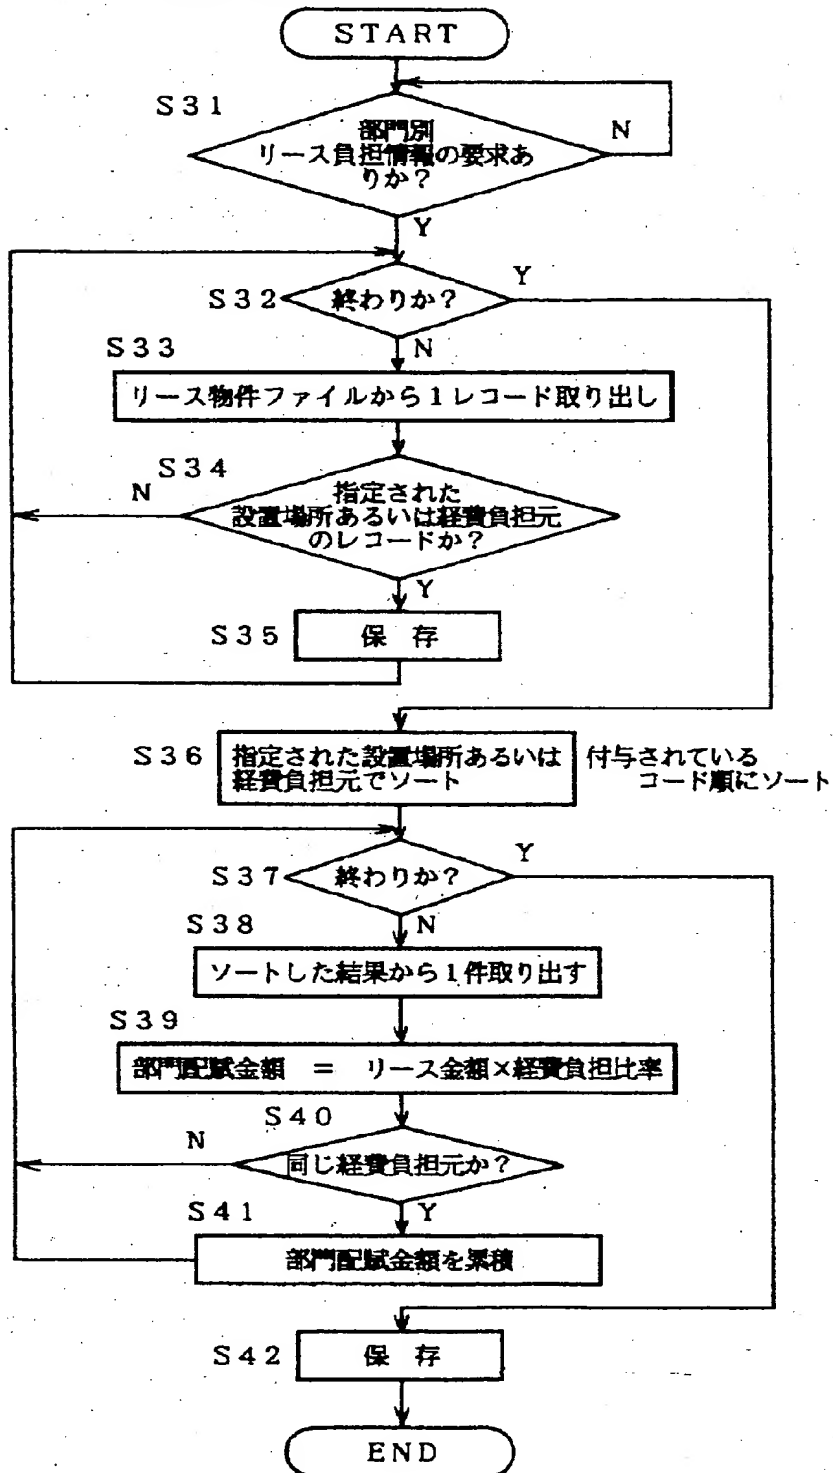 START
S31
部門別
リース負担情報の要求あ
りか？
N
Y
S32
終わりか？
Y
N
S33
リース物件ファイルから１レコード取り出し
S34
N
指定された
設置場所あるいは経費負担元
のレコードか？
Y
S35
保 存
S36
指定された設置場所あるいは
経費負担元でソート
付与されている
コード順にソート
S37
終わりか？
Y
N
S38
ソートした結果から１件取り出す
S39
部門配賦金額 ＝ リース金額×経費負担比率
S40
N
同じ経費負担元か？
Y
S41
部門配賦金額を累積
S42
保 存
END